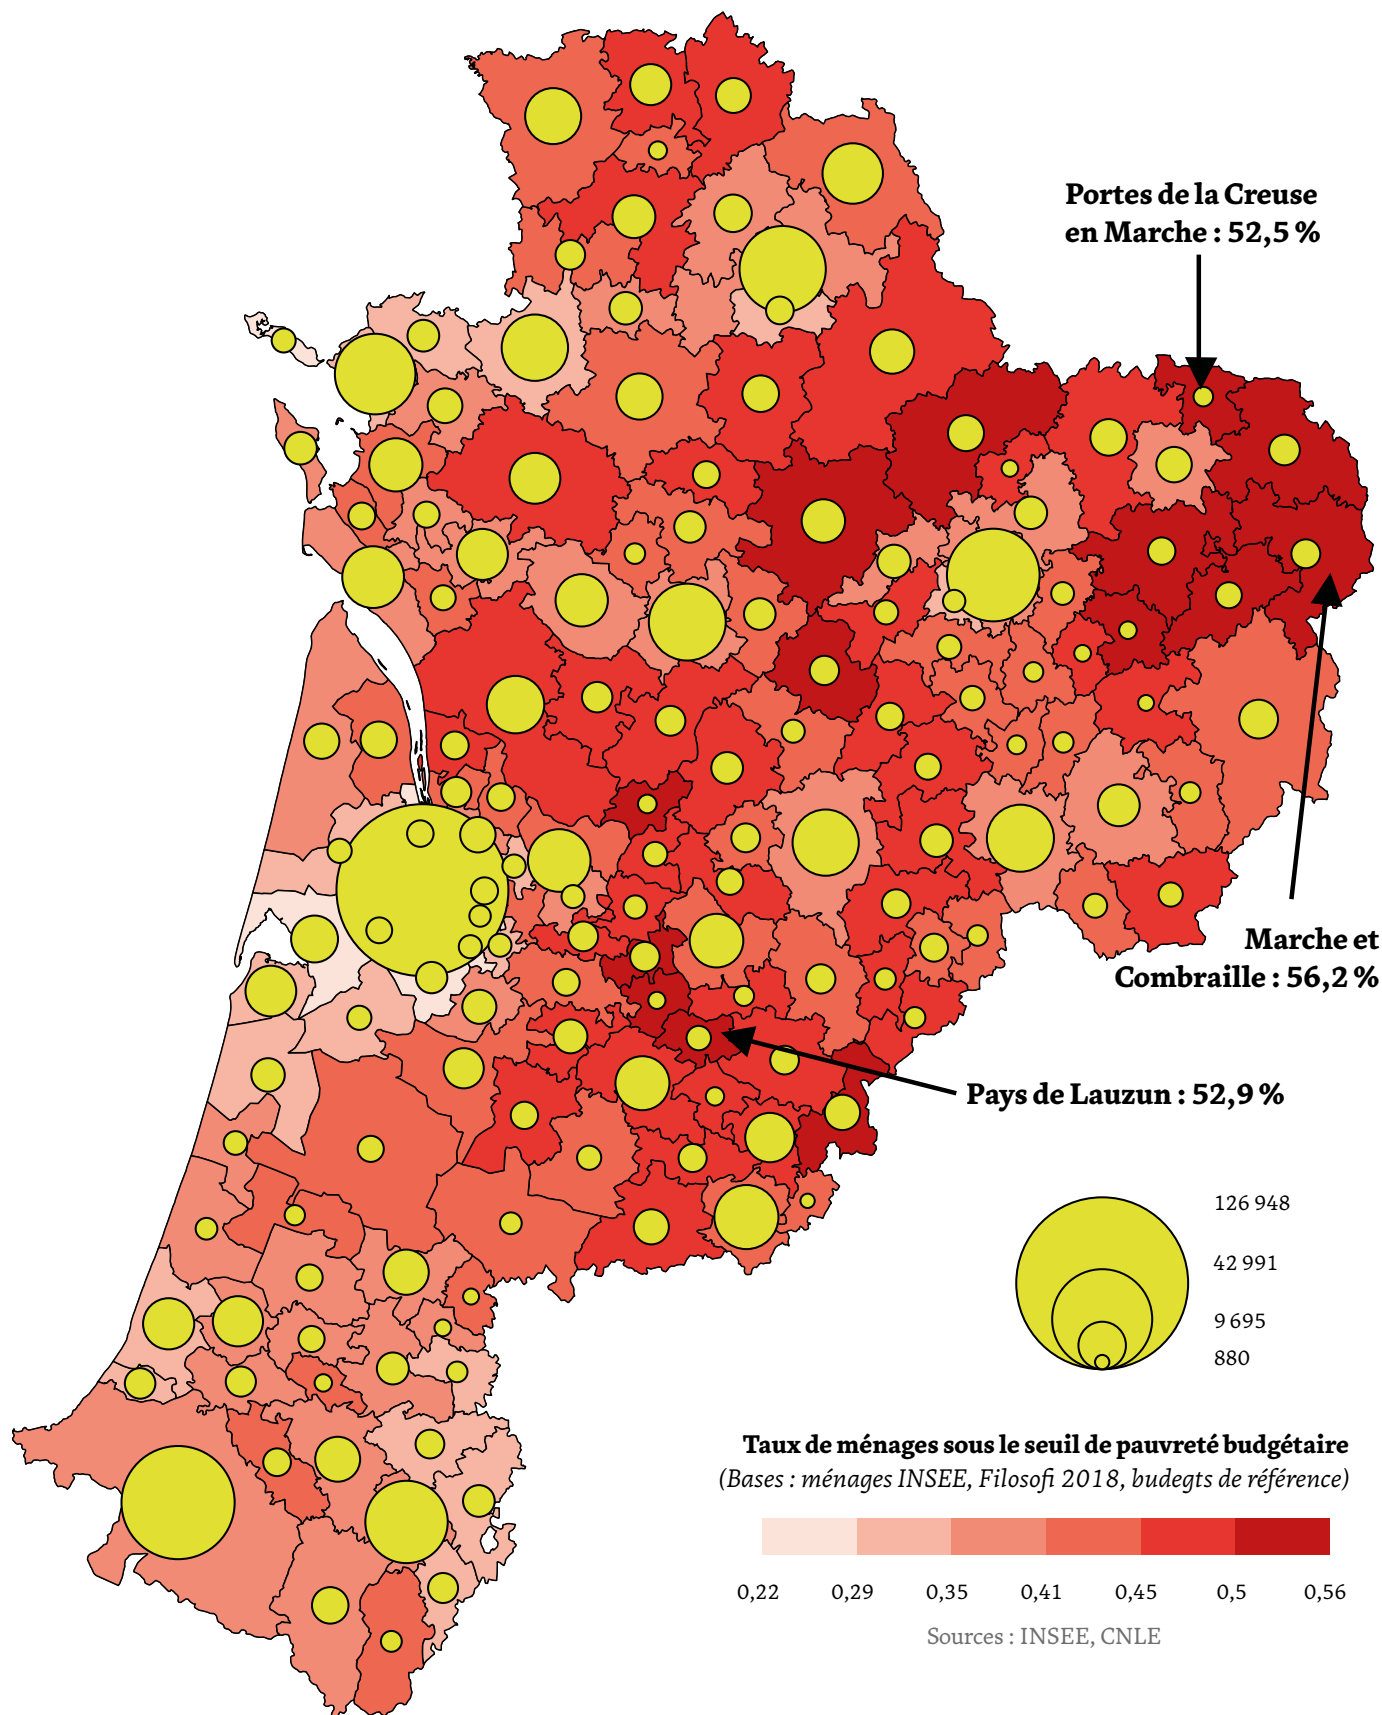 Portes de la Creuse
en Marche : 52,5 %
Marche et
Combraille : 56,2 %
Pays de Lauzun : 52,9 %
126 948
42 991
9 695
880
Taux de ménages sous le seuil de pauvreté budgétaire
(Bases : ménages INSEE, Filosofi 2018, budegts de référence)
0,22 0,29 0,35 0,41 0,45 0,5 0,56
Sources : INSEE, CNLE